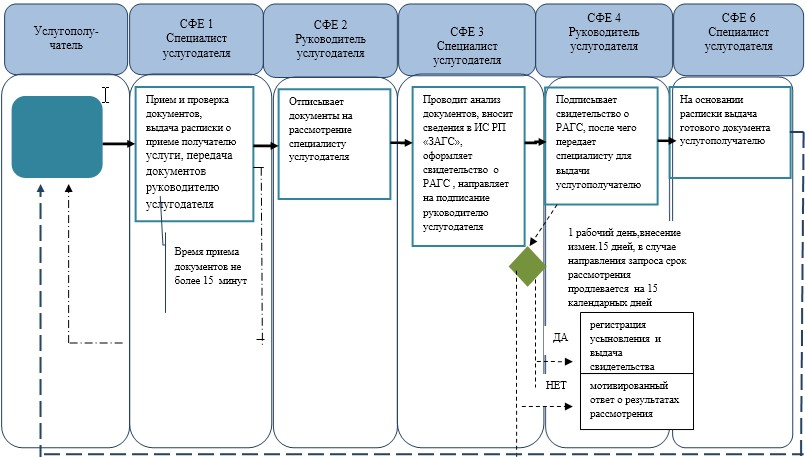 Услугополу-
чатель
СФЕ 1
Специалист
услугодателя
СФЕ 2
Руководитель
услугодателя
СФЕ 3
Специалист
услугодателя
СФЕ 4
Руководитель
услугодателя
СФЕ 6
Специалист
услугодателя
Прием и проверка
документов,
выдача расписки о
приеме получателю
услуги, передача
документов
руководителю
услугодателя
Отписывает
документы на
рассмотрение
специалисту
услугодателя
Проводит анализ
документов, вносит
сведения в ИС РП
«ЗАГС»,
оформляет
свидетельство о
РАГС , направляет
на подписание
руководителю
услугодателя
Подписывает
свидетельство о
РАГС, после чего
передает
специалисту для
выдачи
услугополучателю
На основании
расписки выдача
готового документа
услугополучателю
Время приема
документов не
более 15 минут
1 рабочий день,внесение
измен.15 дней, в случае
направления запроса срок
рассмотрения
продлевается на 15
календарных дней
ДА
регистрация
усыновления и
выдача
свидетельства
НЕТ
мотивированный
ответ о результатах
рассмотрения